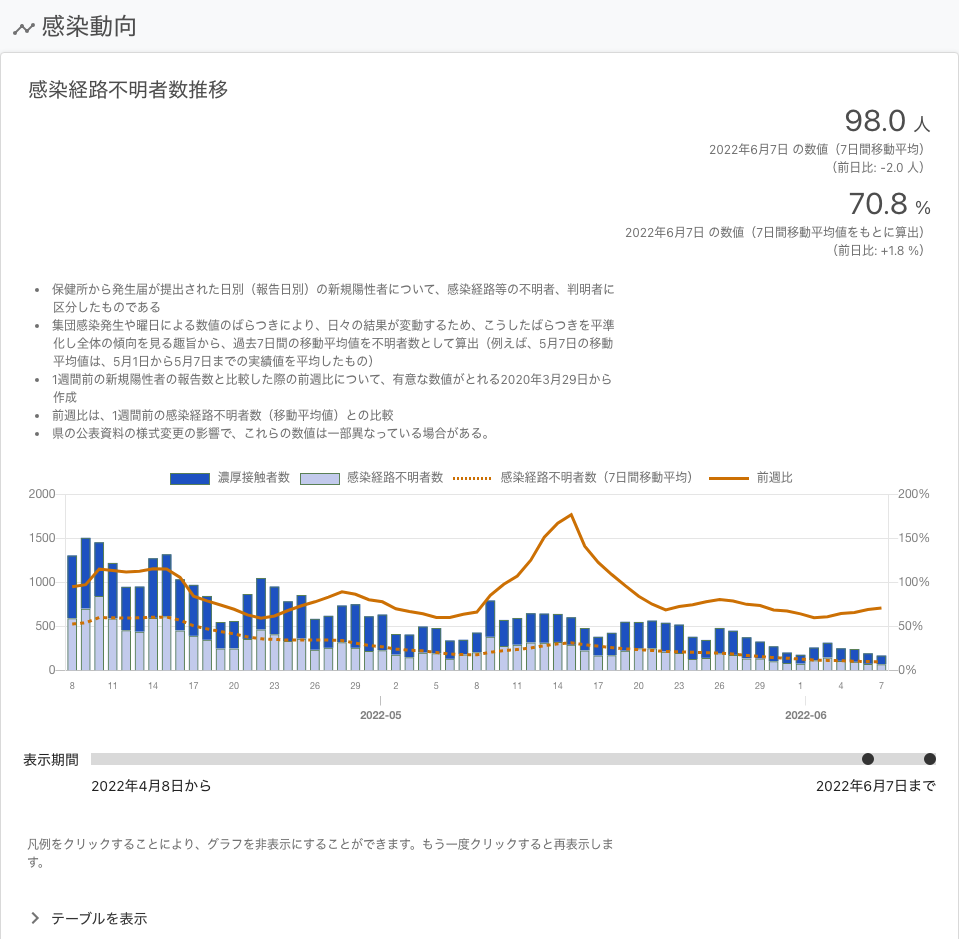 感染動向
感染経路不明者数推移
98.0 人
2022年6月7日 の数値（7日間移動平均）
（前日比: -2.0 人）
70.8 %
2022年6月7日 の数値（7日間移動平均値をもとに算出）
（前日比: +1.8 %）
• 保健所から発生届が提出された日別（報告日別）の新規陽性者について、感染経路等の不明者、判明者に
区分したものである
• 集団感染発生や曜日による数値のばらつきにより、日々の結果が変動するため、こうしたばらつきを平準
化し全体の傾向を見る趣旨から、過去7日間の移動平均値を不明者数として算出（例えば、5月7日の移動
平均値は、5月1日から5月7日までの実績値を平均したもの）
• 1週間前の新規陽性者の報告数と比較した際の前週比について、有意な数値がとれる2020年3月29日から
作成
• 前週比は、1週間前の感染経路不明者数（移動平均値）との比較
• 県の公表資料の様式変更の影響で、これらの数値は一部異なっている場合がある。
濃厚接触者数 感染経路不明者数 感染経路不明者数（7日間移動平均） 前週比
2000 200%
1500 150%
1000 100%
500 50%
0 0%
8 11 14 17 20 23 26 29 2 5 8 11 14 17 20 23 26 29 1 4 7
2022-05 2022-06
表示期間
2022年4月8日から 2022年6月7日まで
凡例をクリックすることにより、グラフを非表示にすることができます。もう一度クリックすると再表示しま
す。
テーブルを表示